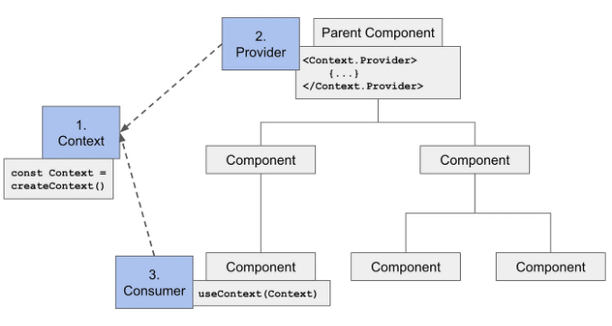 2.
Provider
Parent Component
<Context.Provider>
{...}
</Context.Provider>
1.
Context
const Context =
createContext()
Component
Component
3.
Consumer
Component
useContext(Context)
Component
Component